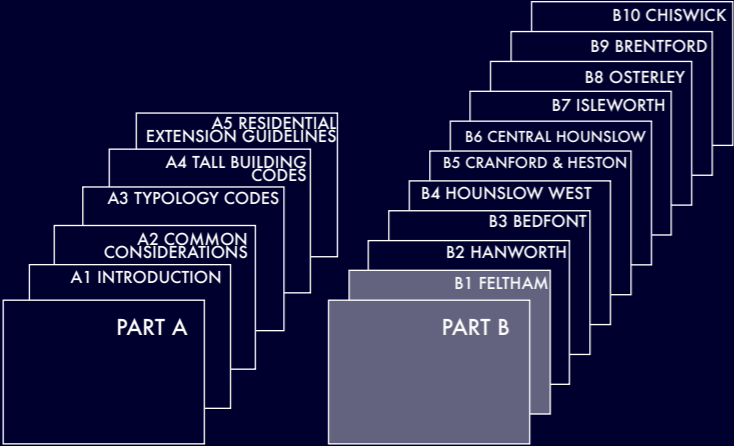 A5 RESIDENTIAL
EXTENSION GUIDELINES
A4 TALL BUILDING
CODES
A3 TYPOLOGY CODES
A2 COMMON
CONSIDERATIONS
A1 INTRODUCTION
PART A
B10 CHISWICK
B9 BRENTFORD
B8 OSTERLEY
B7 ISLEWORTH
B6 CENTRAL HOUNSLOW
B5 CRANFORD & HESTON
B4 HOUNSLOW WEST
B3 BEDFONT
B2 HANWORTH
B1 FELTHAM
PART B